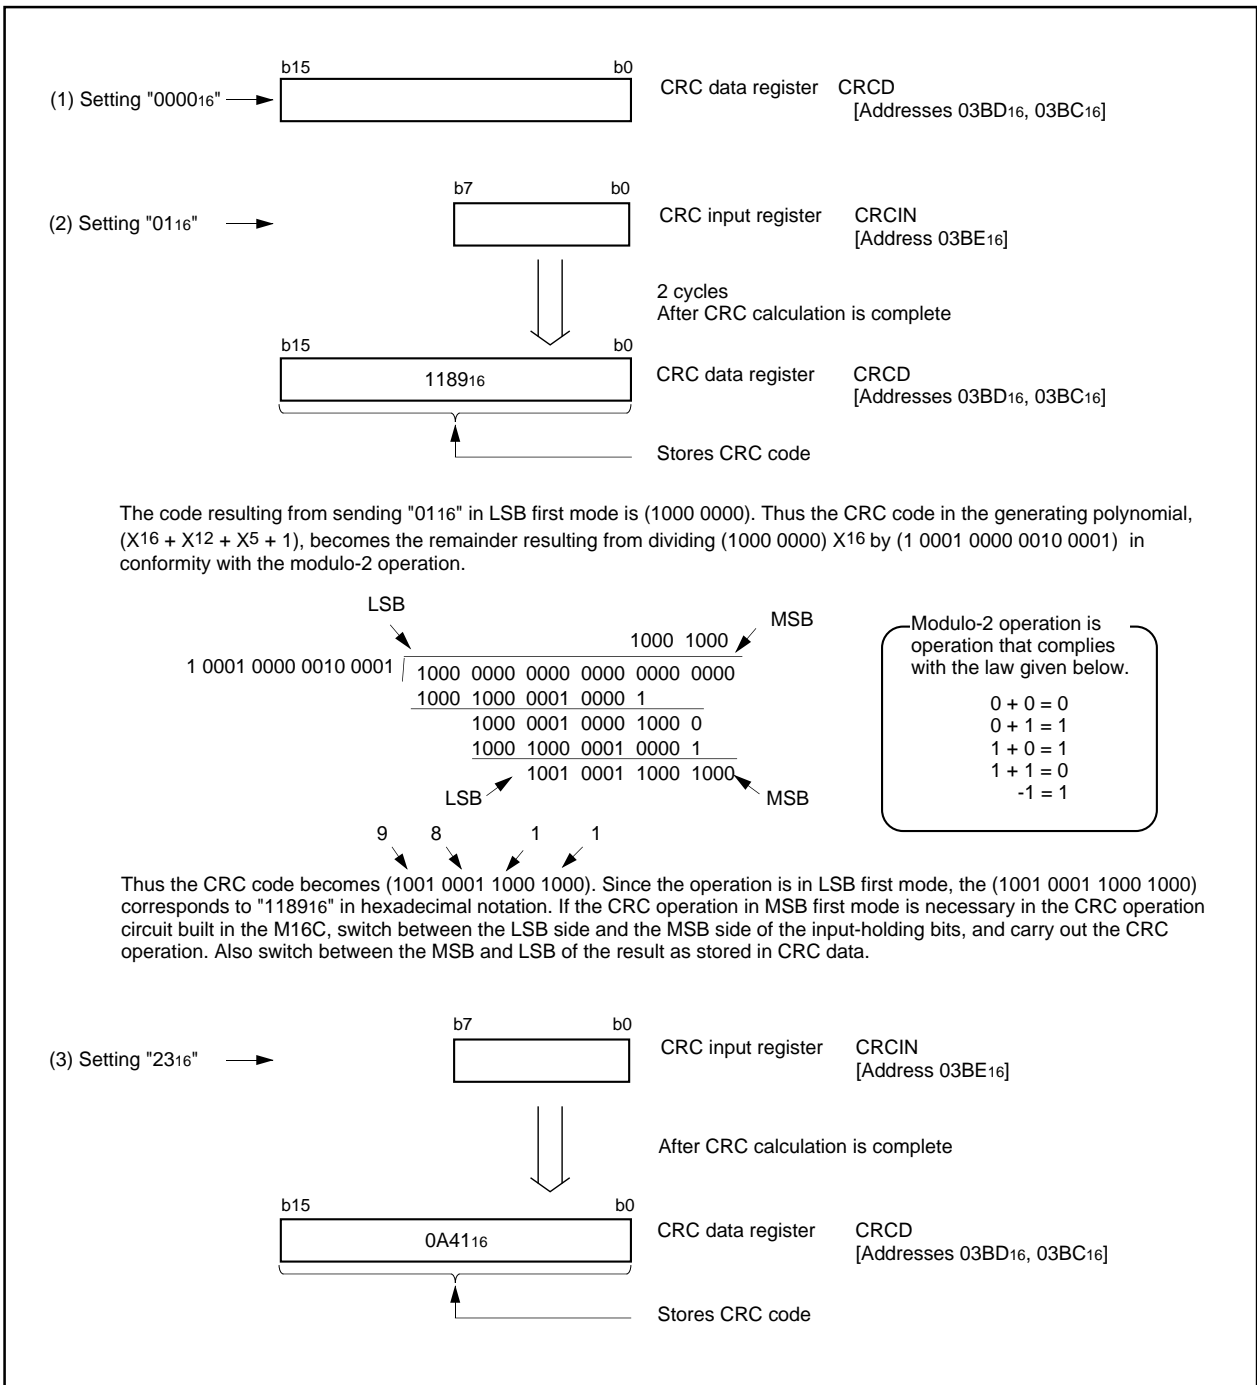 b15 b0
(1) Setting "000016" CRC data register CRCD
[Addresses 03BD16, 03BC16]
b7 b0
(2) Setting "0116" CRC input register CRCIN
[Address 03BE16]
2 cycles
After CRC calculation is complete
b15 b0
118916 CRC data register CRCD
[Addresses 03BD16, 03BC16]
Stores CRC code
The code resulting from sending "0116" in LSB first mode is (1000 0000). Thus the CRC code in the generating polynomial,
(X16 + X12 + X5 + 1), becomes the remainder resulting from dividing (1000 0000) X16 by (1 0001 0000 0010 0001) in
conformity with the modulo-2 operation.
LSB
MSB
1000 1000
1 0001 0000 0010 0001 1000 0000 0000 0000 0000 0000
1000 1000 0001 0000 1
1000 0001 0000 1000 0
1000 1000 0001 0000 1
1001 0001 1000 1000
LSB MSB
Modulo-2 operation is
operation that complies
with the law given below.
0 + 0 = 0
0 + 1 = 1
1 + 0 = 1
1 + 1 = 0
-1 = 1
9 8 1 1
Thus the CRC code becomes (1001 0001 1000 1000). Since the operation is in LSB first mode, the (1001 0001 1000 1000)
corresponds to "118916" in hexadecimal notation. If the CRC operation in MSB first mode is necessary in the CRC operation
circuit built in the M16C, switch between the LSB side and the MSB side of the input-holding bits, and carry out the CRC
operation. Also switch between the MSB and LSB of the result as stored in CRC data.
b7 b0
(3) Setting "2316" CRC input register CRCIN
[Address 03BE16]
After CRC calculation is complete
b15 b0
0A4116 CRC data register CRCD
[Addresses 03BD16, 03BC16]
Stores CRC code